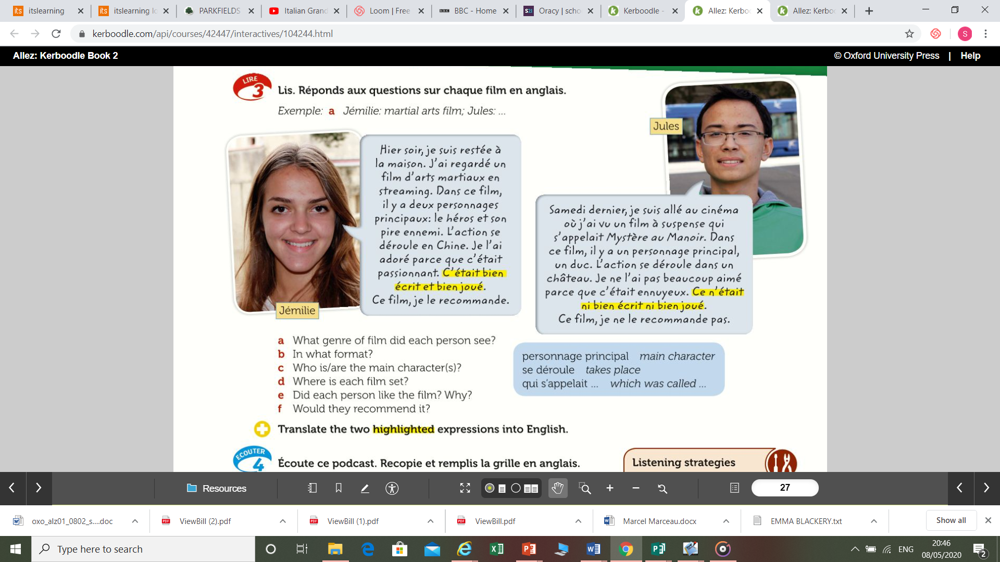 itslearning
itslearning lo
PARKFIELDS
Italian Grand
Loom | Free
BBC - Home
Oracy | scho
Kerboodle -
Allez: Kerboo
Allez: Kerboo
kerboodle.com/api/courses/42447/interactives/104244.html
S
Allez: Kerboodle Book 2
© Oxford University Press | Help
LIRE
3
Lis. Réponds aux questions sur chaque film en anglais.
Exemple: a Jémilie: martial arts film; Jules: ...
Jules
Hier soir, je suis restée à
la maison. J'ai regardé un
film d'arts martiaux en
streaming. Dans ce film,
il y a deux personnages
principaux: le héros et son
pire ennemi. L'action se
déroule en Chine. Je l'ai
adoré parce que c'était
passionnant. C'était bien
écrit et bien joué.
Ce film, je le recommande.
Jémilie
Samedi dernier, je suis allé au cinéma
où j'ai vu un film à suspense qui
s'appelait Mystère au Manoir. Dans
ce film, il y a un personnage principal,
un duc. L'action se déroule dans un
château. Je ne l'ai pas beaucoup aimé
parce que c'était ennuyeux. Ce n'était
ni bien écrit ni bien joué.
Ce film, je ne le recommande pas.
a What genre of film did each person see?
b In what format?
c Who is/are the main character(s)?
d Where is each film set?
e Did each person like the film? Why?
f Would they recommend it?
personnage principal main character
se déroule takes place
qui s'appelait ... which was called ...
Translate the two highlighted expressions into English.
ECOUTER
4
Écoute ce podcast. Recopie et remplis la grille en anglais.
Listening strategies
Resources
27
oxo_alz01_0802_s....doc
ViewBill (2).pdf
ViewBill (1).pdf
ViewBill.pdf
Marcel Marceau.docx
EMMA BLACKERY.txt
Show all
Type here to search
ENG
20:46
08/05/2020
2